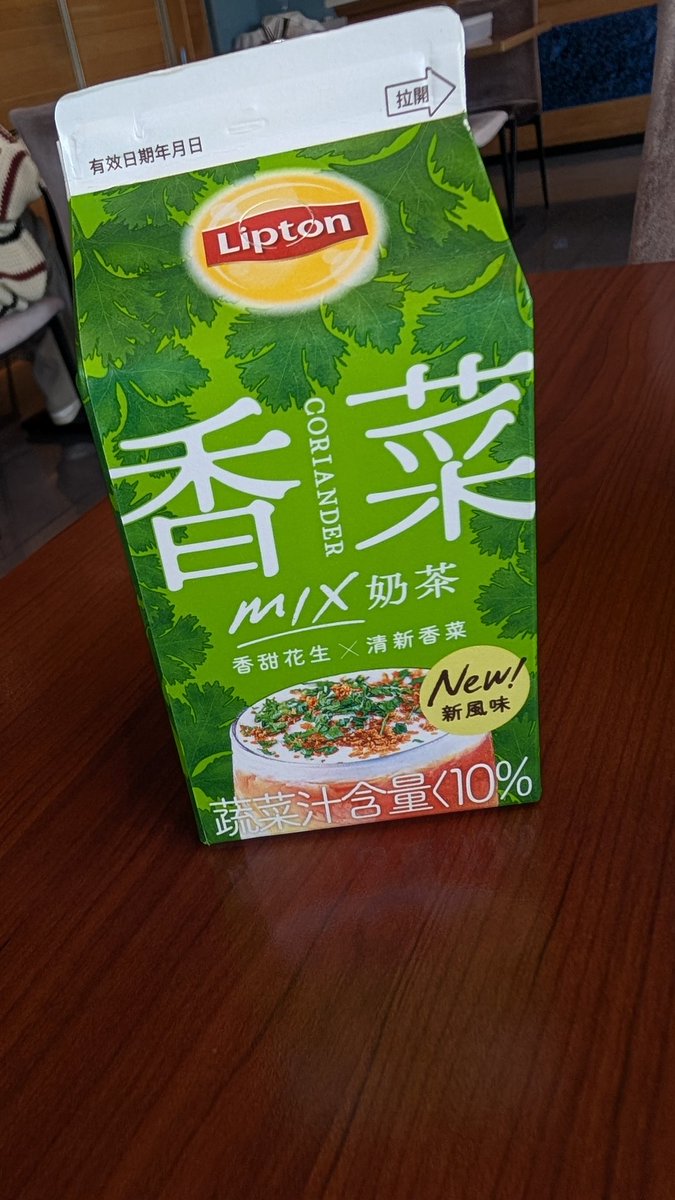 拉開
有效日期年月日
Lipton
香菜
CORIANDER
MIX奶茶
香甜花生×清新香菜
New!
新風味
蔬菜汁含量<10%